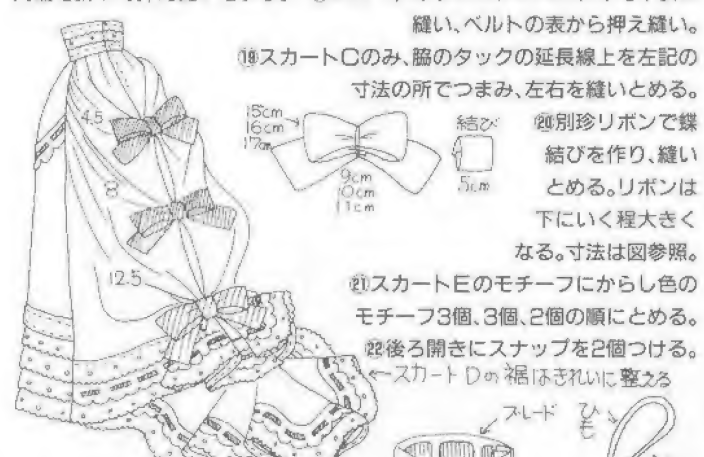 縫い、ベルトの表から押え縫い。
⑲スカートCのみ、脇のタックの延長線上を左記の
寸法の所でつまみ、左右を縫いとめる。
4.5
8
12.5
15cm
16cm
17cm
9cm
10cm
11cm
結び
5cm
⑳別珍リボンで蝶
結びを作り、縫い
とめる。リボンは
下にいく程大きく
なる。寸法は図参照。
㉑スカートEのモチーフにからし色の
モチーフ3個、3個、2個の順にとめる。
㉒後ろ開きにスナップを2個つける。
←スカートDの裾はきれいに整える
ブレード
ひも